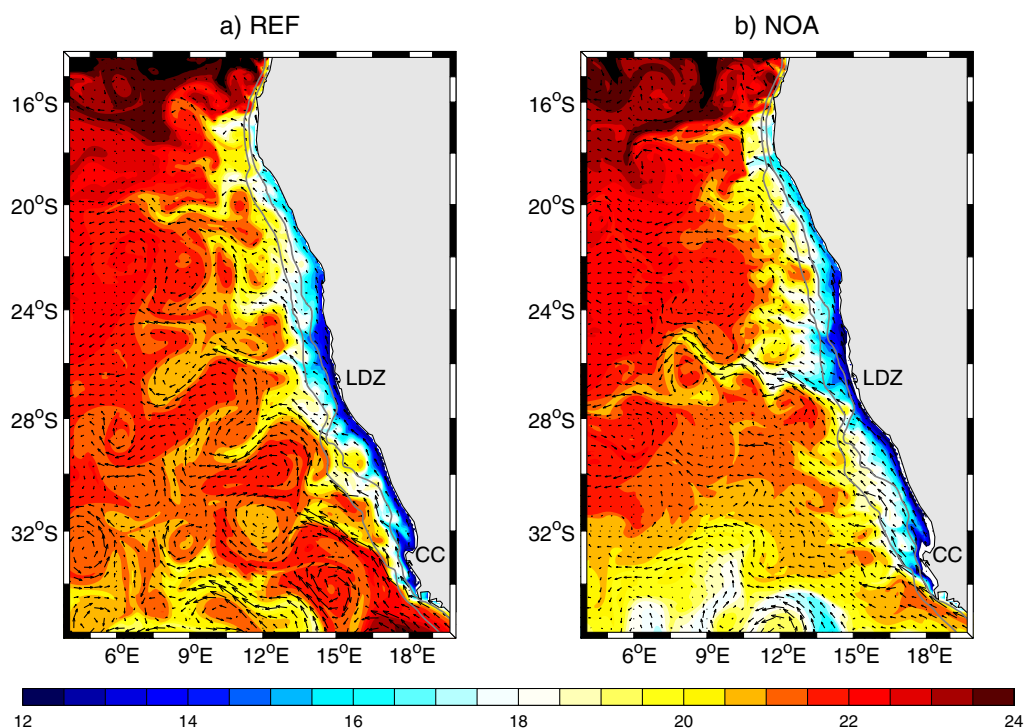 a) REF b) NOA
16°S 16°S
20°S 20°S
24°S 24°S
LDZ LDZ
28°S 28°S
32°S 32°S
CC CC
6°E 9°E 12°E 15°E 18°E 6°E 9°E 12°E 15°E 18°E
12 14 16 18 20 22 24